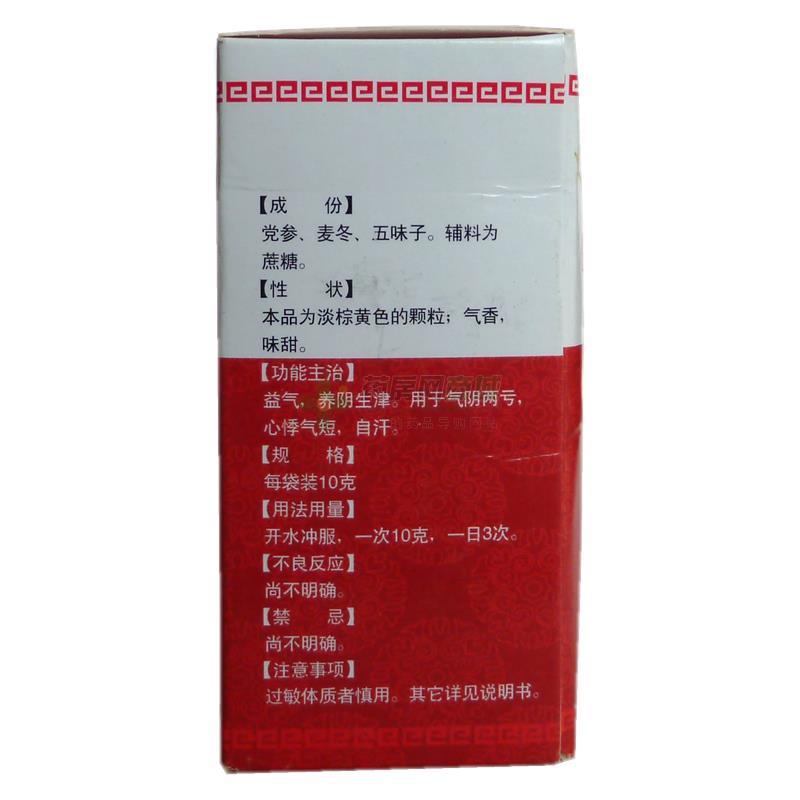 【成　份】
党参、麦冬、五味子。辅料为
蔗糖。
【性　状】
本品为淡棕黄色的颗粒；气香，
味甜。
【功能主治】
益气，养阴生津。用于气阴两亏，
心悸气短，自汗。
【规　格】
每袋装10克
【用法用量】
开水冲服，一次10克，一日3次。
【不良反应】
尚不明确。
【禁　忌】
尚不明确。
【注意事项】
过敏体质者慎用。其它详见说明书。